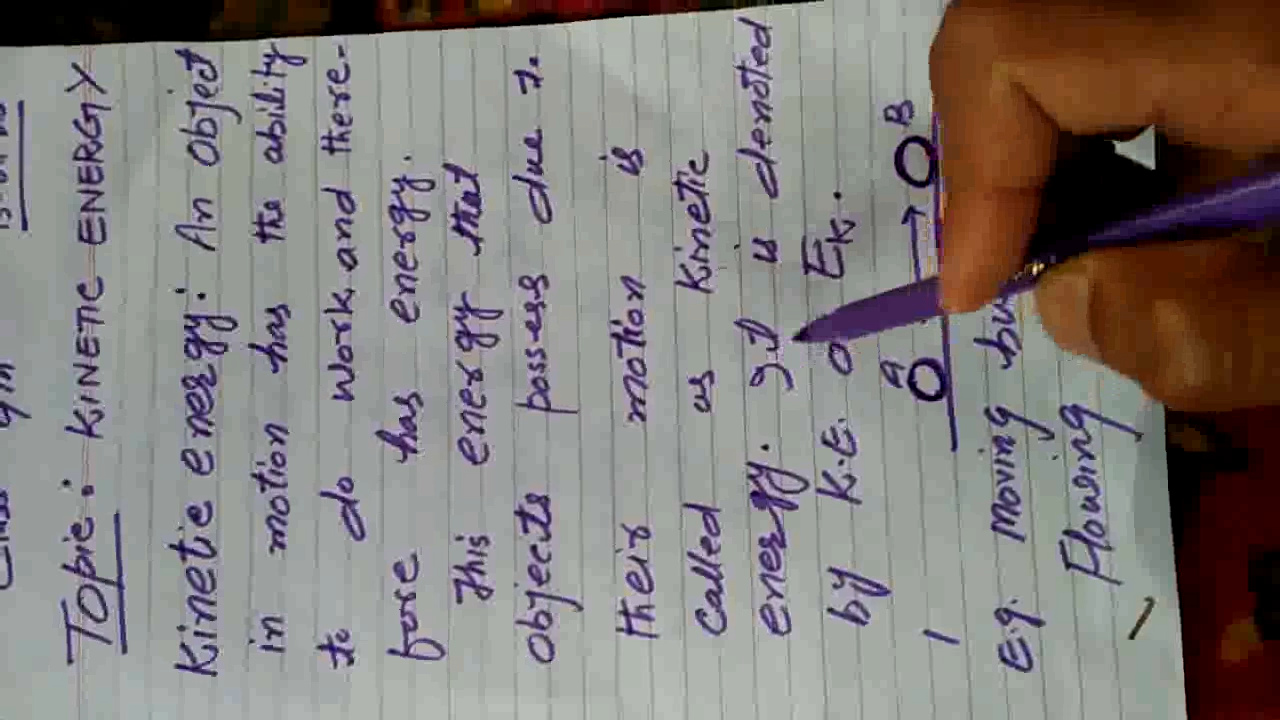 Topic: KINETIC ENERGY
Kinetic energy: An object
in motion has the ability
to do work, and there-
fore has energy.
This energy that
objects possess due to
their motion is
called as kinetic
energy. It is denoted
by K.E. or EK.
A B
E.g. Moving
Flowing